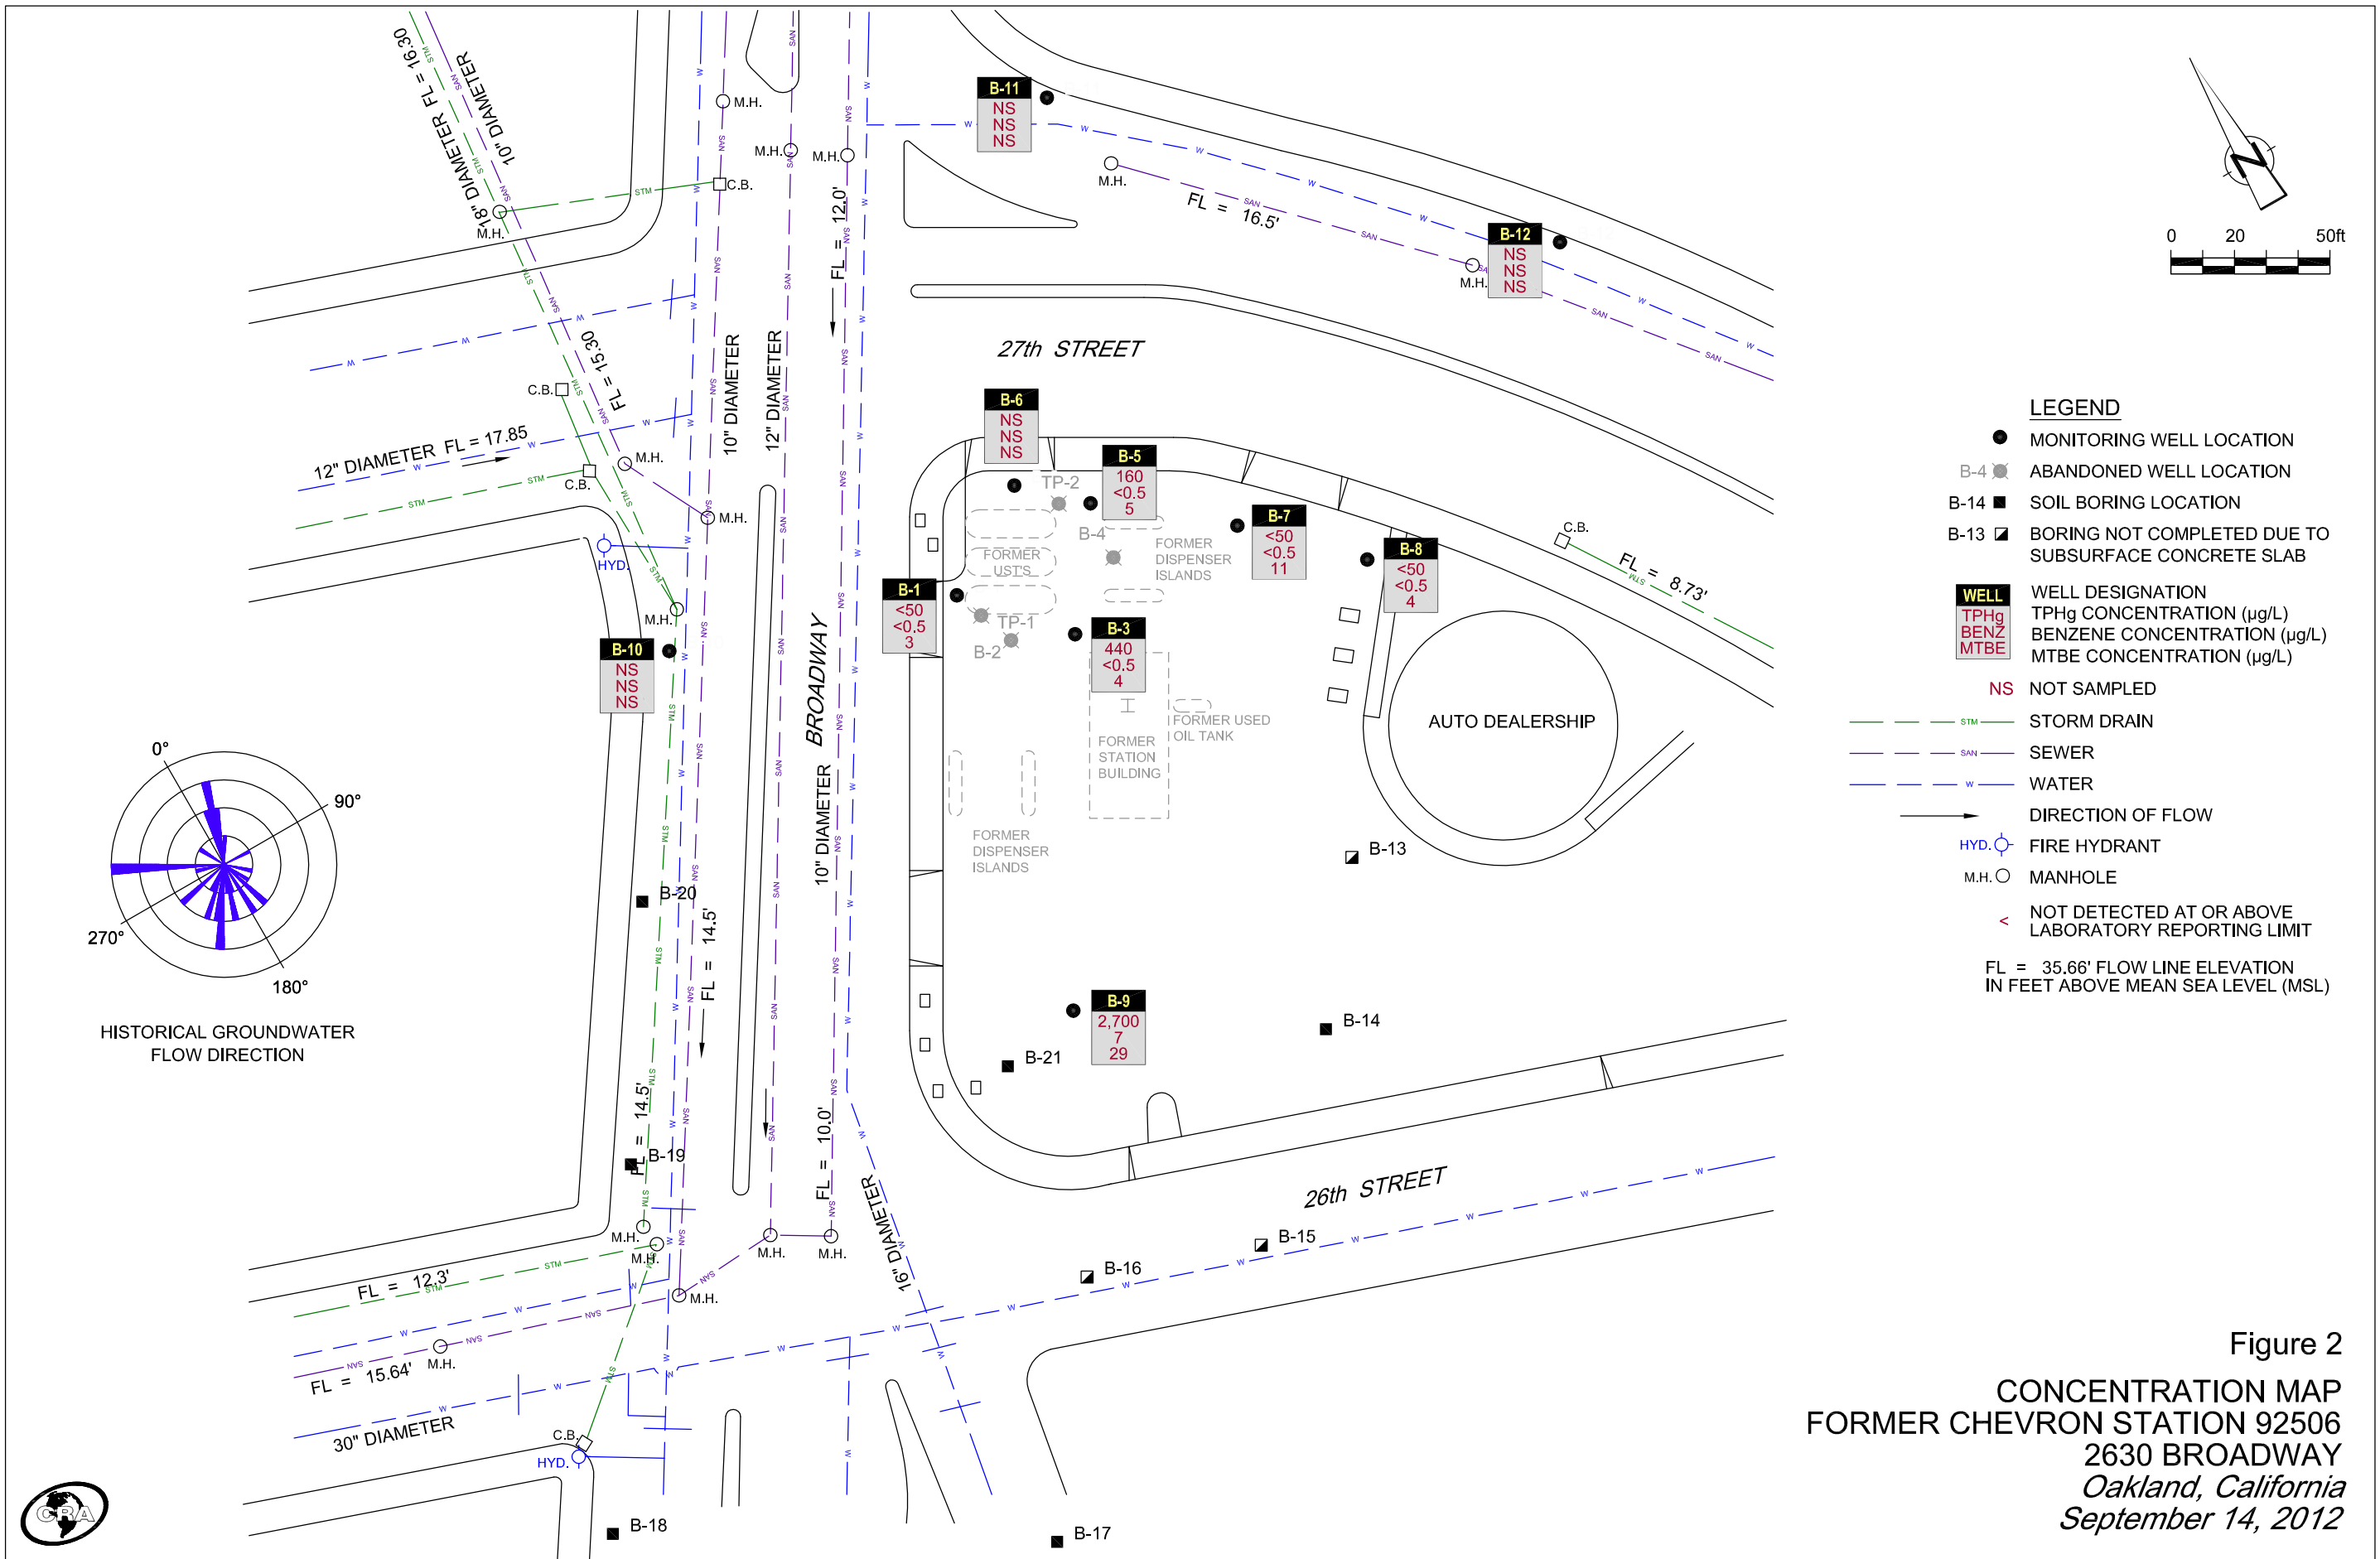 18" DIAMETER FL = 16.30
10" DIAMETER
M.H.
C.B.
M.H.
M.H.
M.H.
STM
SAN
W
FL = 12.0'
B-11
NS
NS
NS
M.H.
FL = 16.5'
B-12
NS
NS
NS
M.H.
N
0 20 50ft
27th STREET
FL = 15.30
C.B.
12" DIAMETER FL = 17.85
C.B.
M.H.
M.H.
10" DIAMETER
12" DIAMETER
HYD.
M.H.
B-10
NS
NS
NS
B-6
NS
NS
NS
TP-2
B-5
160
<0.5
5
B-4
FORMER
UST'S
FORMER
DISPENSER
ISLANDS
B-7
<50
<0.5
11
B-8
<50
<0.5
4
C.B.
FL = 8.73'
B-1
<50
<0.5
3
TP-1
B-2
B-3
440
<0.5
4
FORMER USED
OIL TANK
FORMER
STATION
BUILDING
FORMER
DISPENSER
ISLANDS
AUTO DEALERSHIP
BROADWAY
10" DIAMETER
LEGEND
MONITORING WELL LOCATION
B-4 ABANDONED WELL LOCATION
B-14 SOIL BORING LOCATION
B-13 BORING NOT COMPLETED DUE TO
SUBSURFACE CONCRETE SLAB
WELL WELL DESIGNATION
TPHg TPHg CONCENTRATION (µg/L)
BENZ BENZENE CONCENTRATION (µg/L)
MTBE MTBE CONCENTRATION (µg/L)
NS NOT SAMPLED
STM STORM DRAIN
SAN SEWER
W WATER
DIRECTION OF FLOW
HYD. FIRE HYDRANT
M.H. MANHOLE
< NOT DETECTED AT OR ABOVE
LABORATORY REPORTING LIMIT
FL = 35.66' FLOW LINE ELEVATION
IN FEET ABOVE MEAN SEA LEVEL (MSL)
0°
90°
270°
180°
HISTORICAL GROUNDWATER
FLOW DIRECTION
B-20
FL = 14.5'
B-13
B-14
B-9
2,700
7
29
B-21
FL = 14.5'
B-19
FL = 10.0'
16" DIAMETER
26th STREET
M.H.
M.H.
M.H.
M.H.
M.H.
B-15
B-16
FL = 12.3'
M.H.
FL = 15.64'
30" DIAMETER
C.B.
HYD.
B-18
B-17
CRA
Figure 2
CONCENTRATION MAP
FORMER CHEVRON STATION 92506
2630 BROADWAY
Oakland, California
September 14, 2012